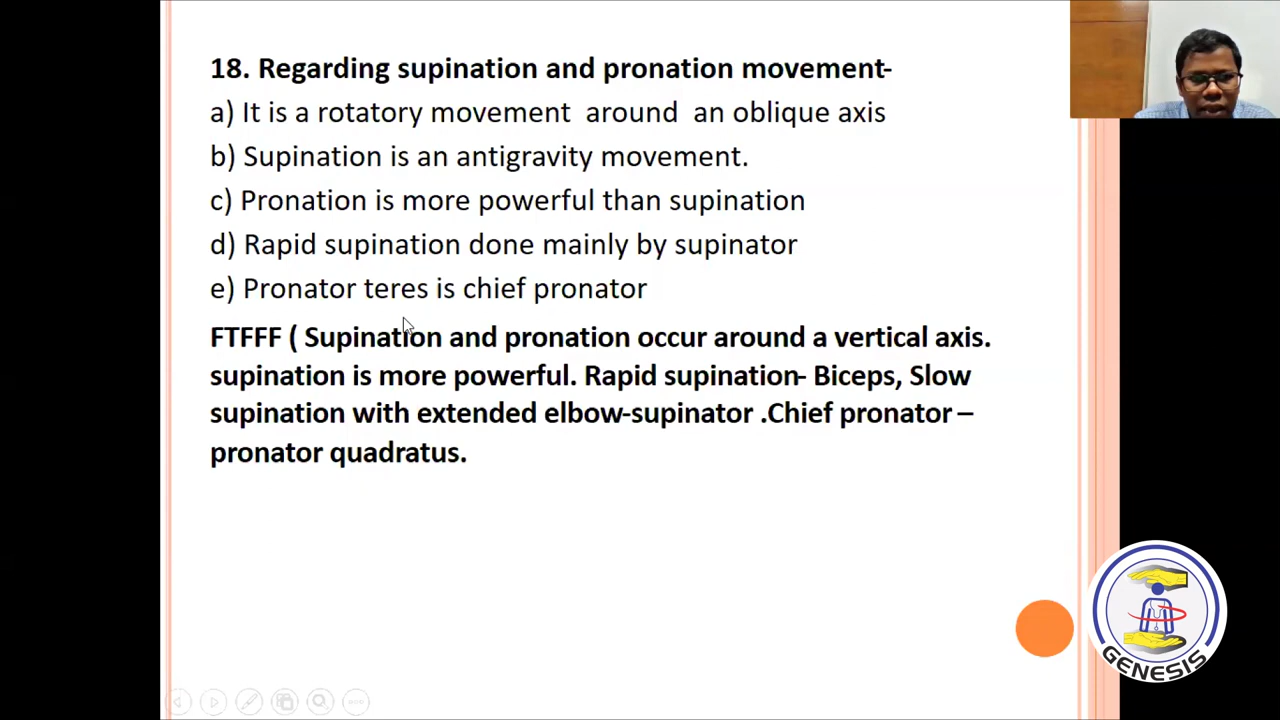 18. Regarding supination and pronation movement-
a) It is a rotatory movement around an oblique axis
b) Supination is an antigravity movement.
c) Pronation is more powerful than supination
d) Rapid supination done mainly by supinator
e) Pronator teres is chief pronator
FTFFF ( Supination and pronation occur around a vertical axis.
supination is more powerful. Rapid supination- Biceps, Slow
supination with extended elbow-supinator .Chief pronator –
pronator quadratus.
GENESIS